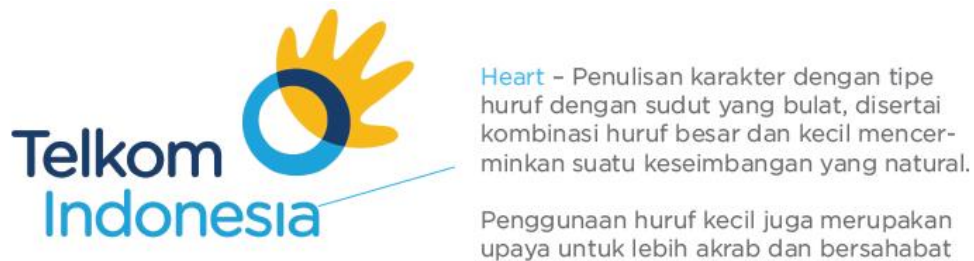 Telkom
Indonesia
Heart – Penulisan karakter dengan tipe
huruf dengan sudut yang bulat, disertai
kombinasi huruf besar dan kecil mencer-
minkan suatu keseimbangan yang natural.
Penggunaan huruf kecil juga merupakan
upaya untuk lebih akrab dan bersahabat